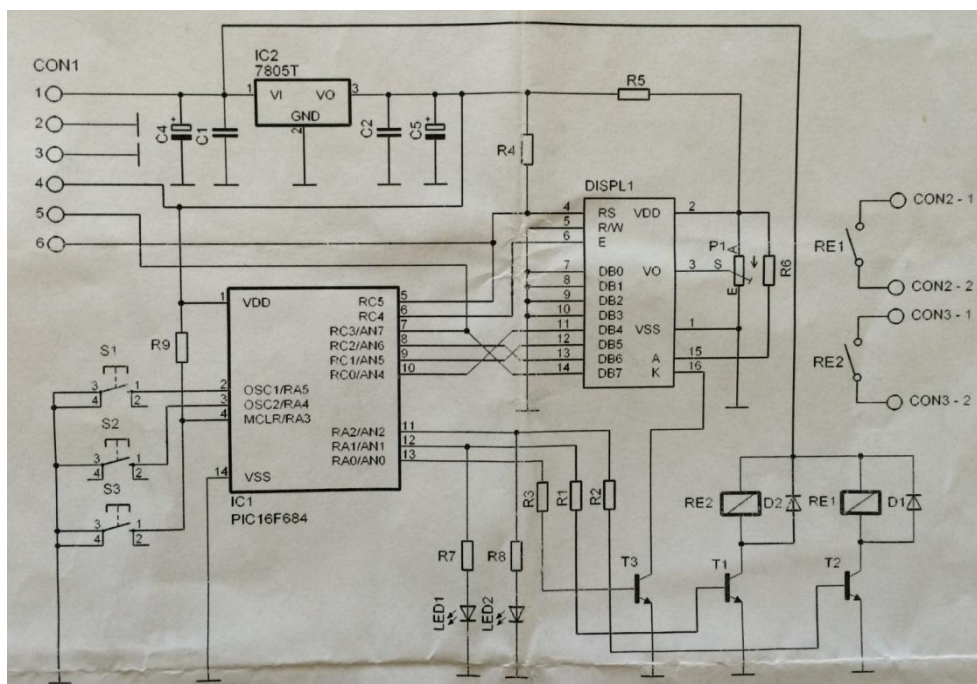 CON1
1
2
3
4
5
6
IC2
7805T
1 VI VO 3
GND
2
C4 +
C1
C2
C5 +
R5
R4
DISPL1
4 RS VDD 2
5 R/W
6 E
7 DB0 VO 3
8 DB1
9 DB2
10 DB3
11 DB4 VSS 1
12 DB5
13 DB6 A 15
14 DB7 K 16
P1
A
S
E
R6
RE1
CON2 - 1
CON2 - 2
RE2
CON3 - 1
CON3 - 2
1 VDD RC5 5
RC4 6
RC3/AN7 7
RC2/AN6 8
RC1/AN5 9
RC0/AN4 10
2 OSC1/RA5
3 OSC2/RA4
4 MCLR/RA3
RA2/AN2 11
RA1/AN1 12
RA0/AN0 13
14 VSS
IC1
PIC16F684
R9
S1
3 1
4 2
S2
3 1
4 2
S3
3 1
4 2
R3
R1
R2
R7
R8
LED1
LED2
T3
T1
T2
RE2
D2
RE1
D1